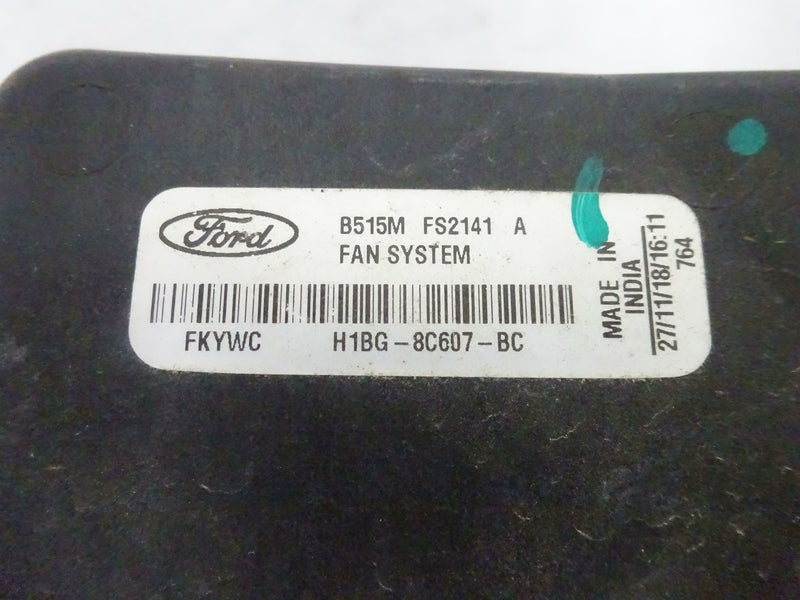 Ford
B515M FS2141 A
FAN SYSTEM
FKYWC H1BG-8C607-BC
MADE IN
INDIA
27/11/18/16:11
764